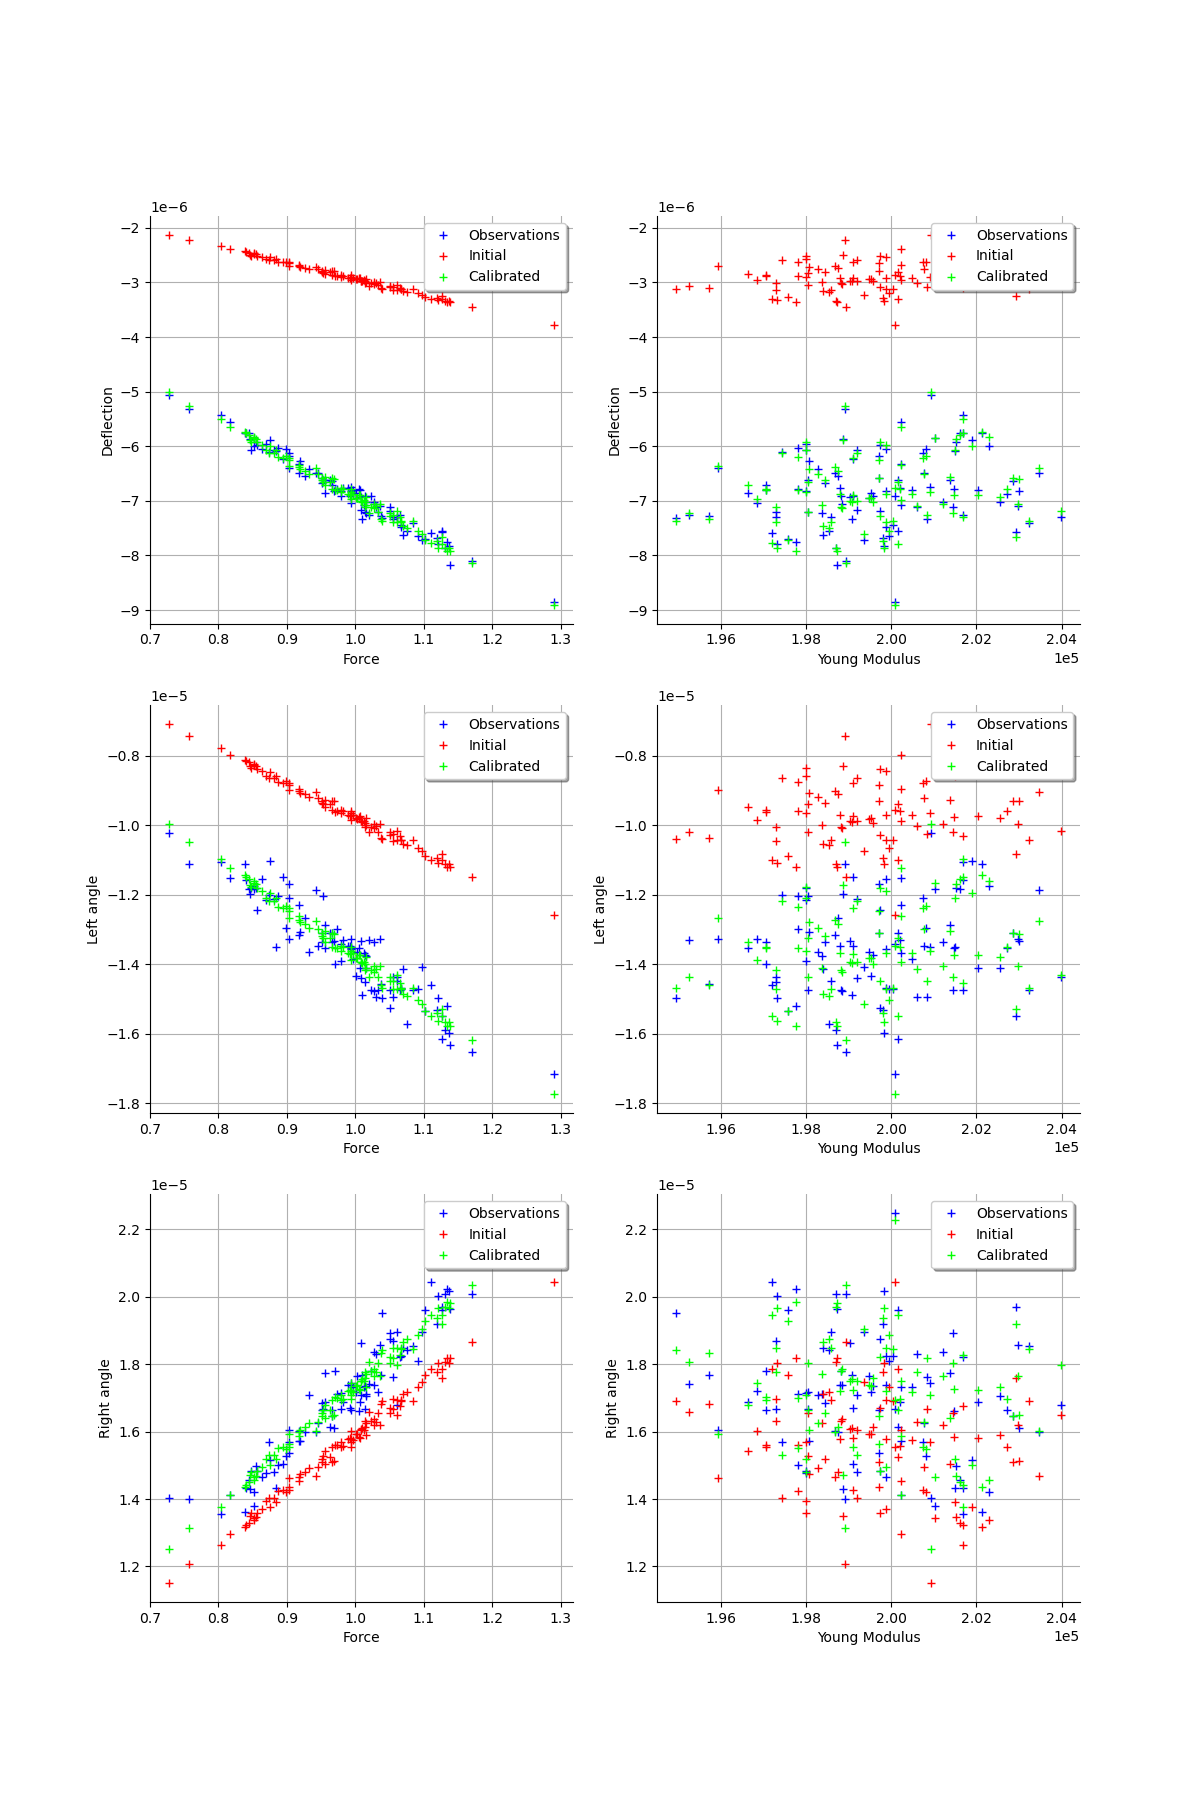 1e−6
−2
−3
−4
−5
−6
−7
−8
−9
Deflection
0.7 0.8 0.9 1.0 1.1 1.2 1.3
Force
Observations
Initial
Calibrated
1e−6
−2
−3
−4
−5
−6
−7
−8
−9
Deflection
1.96 1.98 2.00 2.02 2.04
1e5
Young Modulus
Observations
Initial
Calibrated
1e−5
−0.8
−1.0
−1.2
−1.4
−1.6
−1.8
Left angle
0.7 0.8 0.9 1.0 1.1 1.2 1.3
Force
Observations
Initial
Calibrated
1e−5
−0.8
−1.0
−1.2
−1.4
−1.6
−1.8
Left angle
1.96 1.98 2.00 2.02 2.04
1e5
Young Modulus
Observations
Initial
Calibrated
1e−5
2.2
2.0
1.8
1.6
1.4
1.2
Right angle
0.7 0.8 0.9 1.0 1.1 1.2 1.3
Force
Observations
Initial
Calibrated
1e−5
2.2
2.0
1.8
1.6
1.4
1.2
Right angle
1.96 1.98 2.00 2.02 2.04
1e5
Young Modulus
Observations
Initial
Calibrated